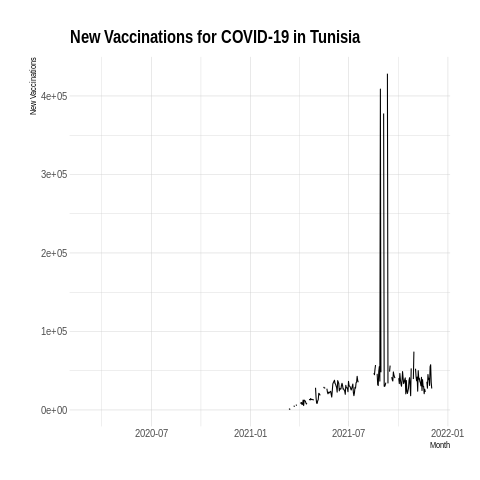 New Vaccinations for COVID-19 in Tunisia
New Vaccinations
4e+05
3e+05
2e+05
1e+05
0e+00
2020-07 2021-01 2021-07 2022-01
Month